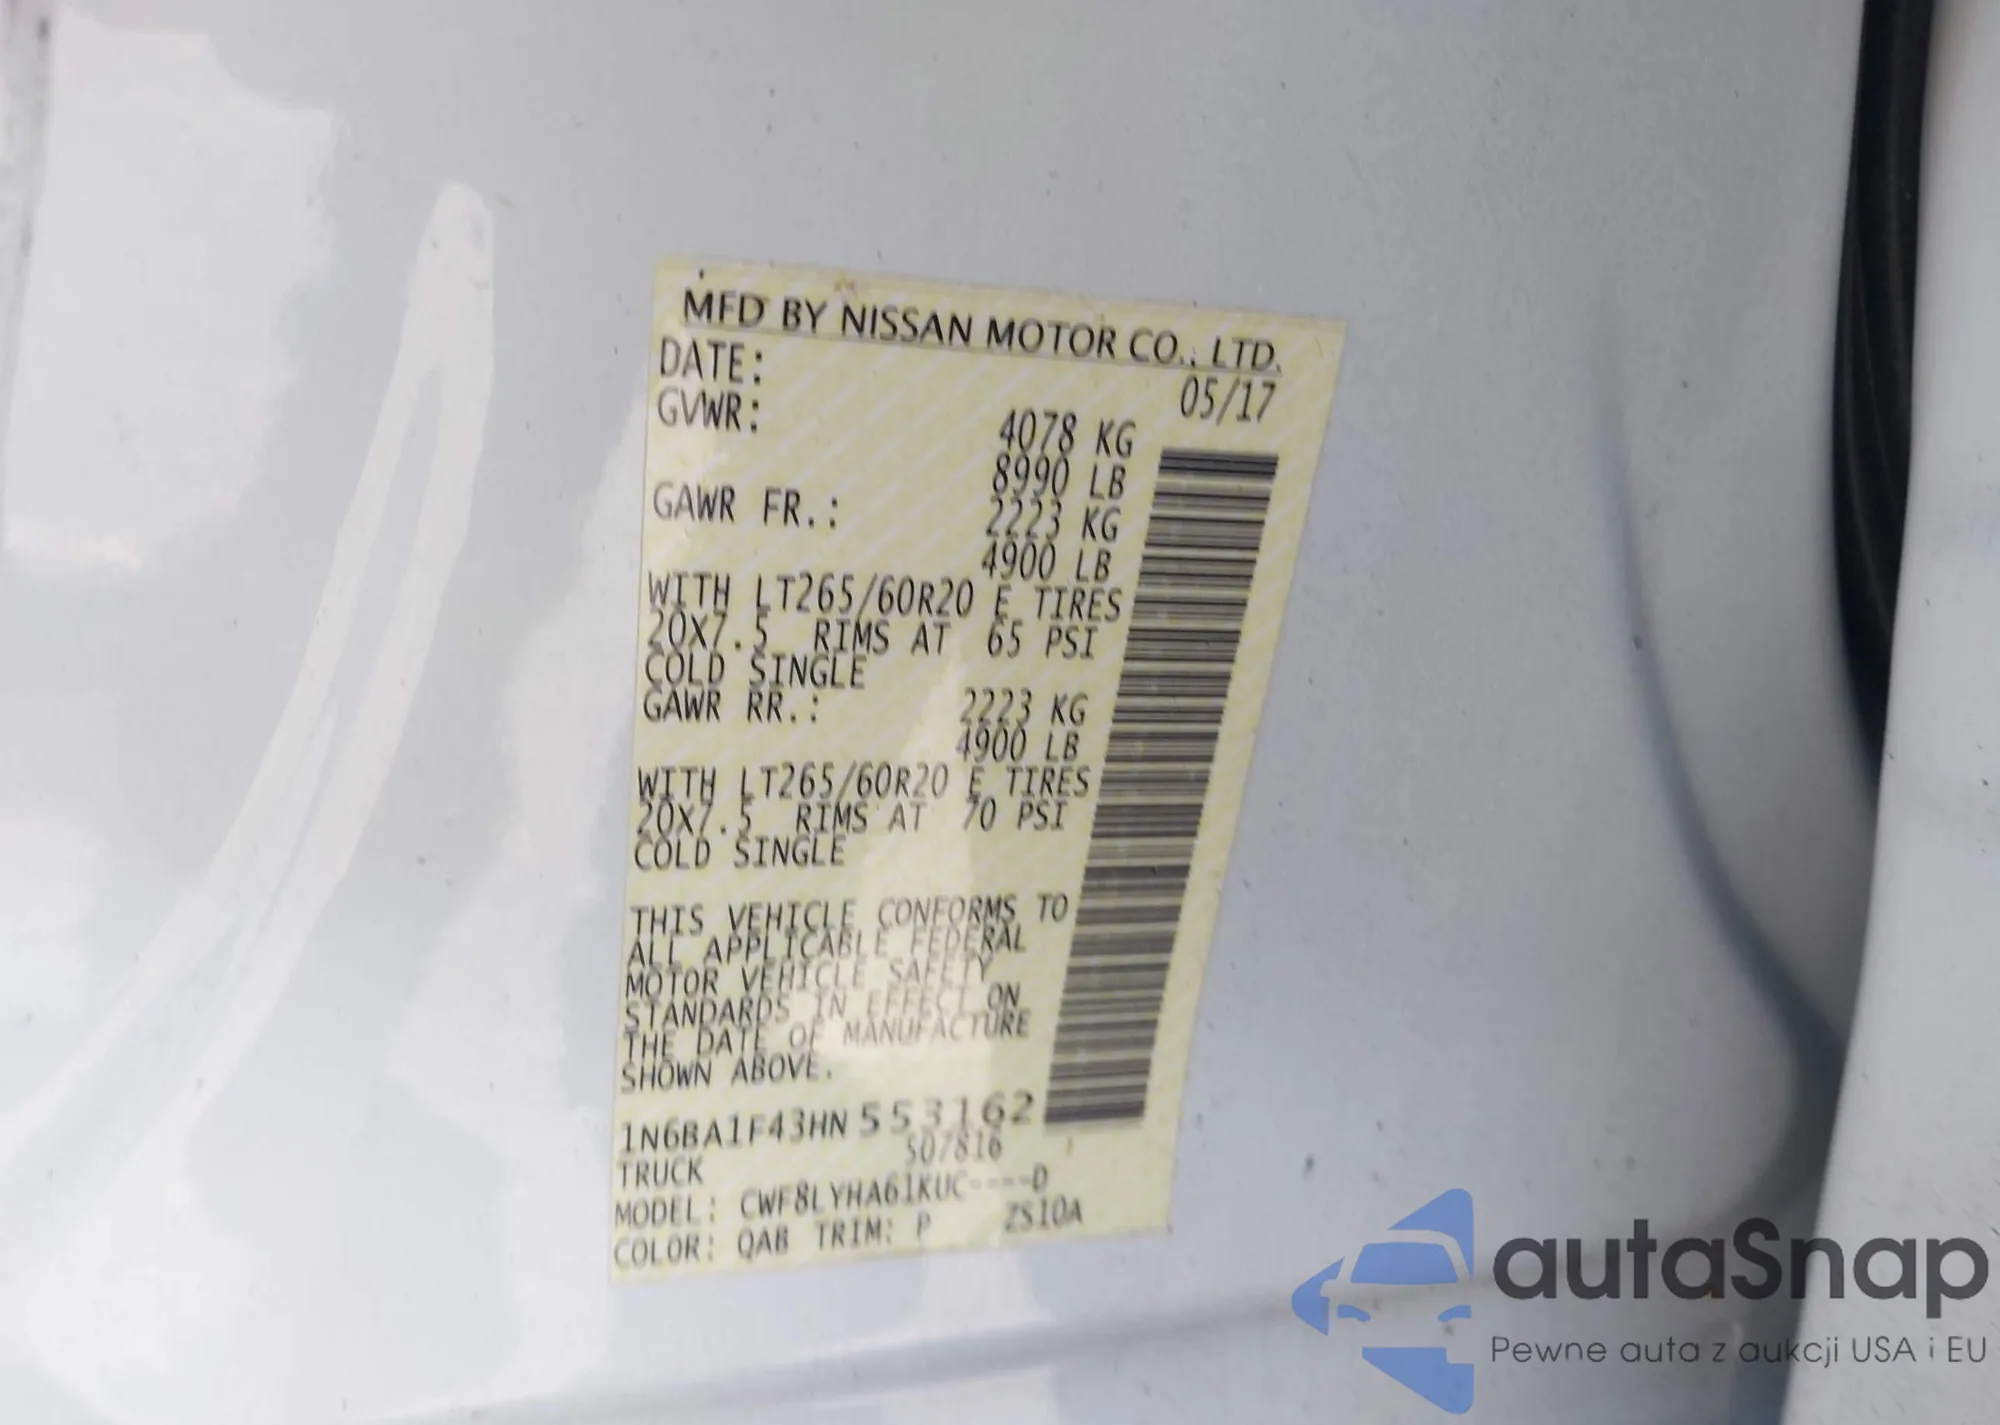 MFD BY NISSAN MOTOR CO., LTD.
DATE: 05/17
GVWR: 4078 KG
8990 LB
GAWR FR.: 2223 KG
4900 LB
WITH LT265/60R20 E TIRES
20X7.5 RIMS AT 65 PSI
COLD SINGLE
GAWR RR.: 2223 KG
4900 LB
WITH LT265/60R20 E TIRES
20X7.5 RIMS AT 70 PSI
COLD SINGLE
THIS VEHICLE CONFORMS TO
ALL APPLICABLE FEDERAL
MOTOR VEHICLE SAFETY
STANDARDS IN EFFECT ON
THE DATE OF MANUFACTURE
SHOWN ABOVE.
1N6BA1F43HN553162
S07816
TRUCK
MODEL: CWF8LYHA61KUC----D
COLOR: QAB TRIM: P ZS10A
autaSnap
Pewne auta z aukcji USA i EU